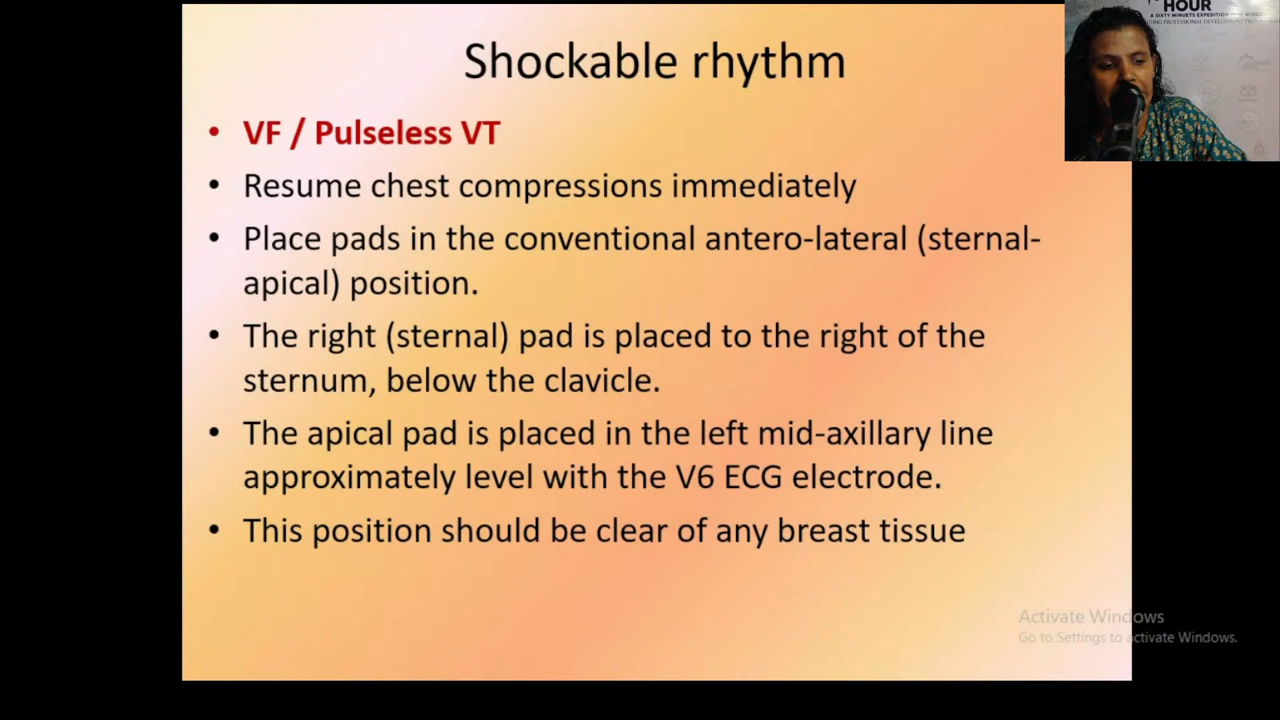 Shockable rhythm
• VF / Pulseless VT
• Resume chest compressions immediately
• Place pads in the conventional antero-lateral (sternal-
apical) position.
• The right (sternal) pad is placed to the right of the
sternum, below the clavicle.
• The apical pad is placed in the left mid-axillary line
approximately level with the V6 ECG electrode.
• This position should be clear of any breast tissue
HOUR
A SIXTY MINUETS EXPEDITION
PROFESSIONAL DEVELOPMENT
Activate Windows
Go to Settings to activate Windows.